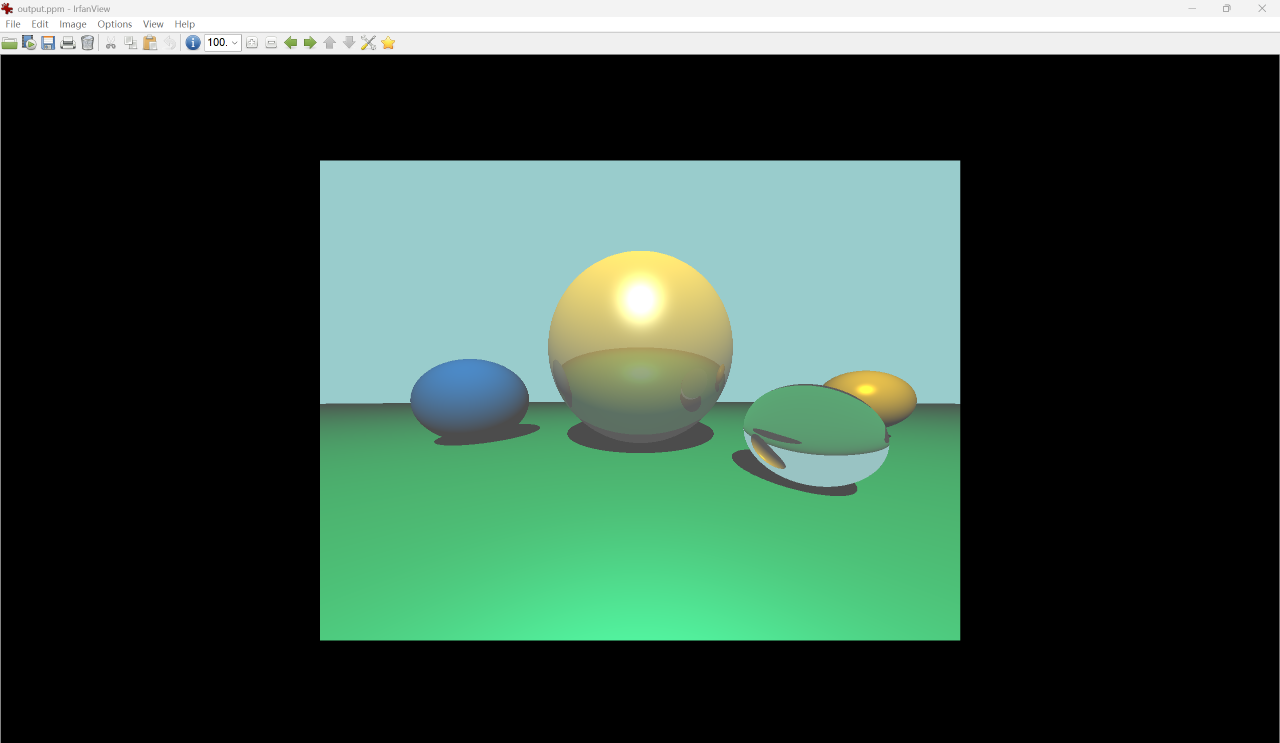 output.ppm - IrfanView
File Edit Image Options View Help
100.